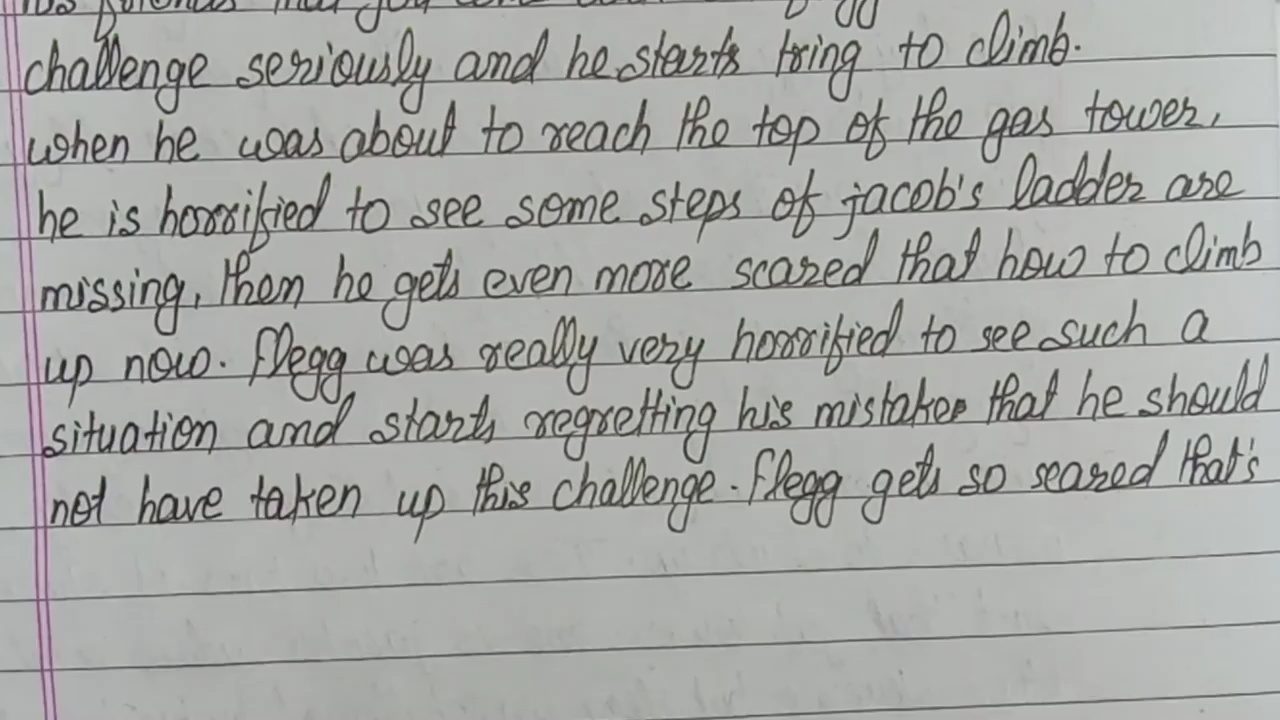 challenge seriously and he starts tring to climb.
when he was about to reach the top of the gas tower,
he is horrified to see some steps of jacob's ladder are
missing, then he gets even more scared that how to climb
up now. Flegg was really very horrified to see such a
situation and starts regretting his mistakes that he should
not have taken up this challenge. Flegg gets so scared that's